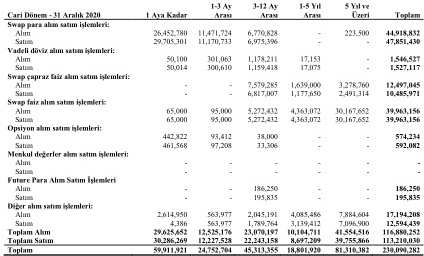 1-3 Ay 3-12 Ay 1-5 Yıl 5 Yıl ve
Cari Dönem - 31 Aralık 2020 1 Aya Kadar Arası Arası Arası Üzeri Toplam
Swap para alım satım işlemleri:
Alım 26,452,780 11,471,724 6,770,828 - 223,500 44,918,832
Satım 29,705,301 11,170,733 6,975,396 - - 47,851,430
Vadeli döviz alım satım işlemleri:
Alım 50,100 301,063 1,178,211 17,153 - 1,546,527
Satım 50,014 300,610 1,159,418 17,075 - 1,527,117
Swap çapraz faiz alım satım işlemleri:
Alım - - 7,579,285 1,639,000 3,278,760 12,497,045
Satım - - 6,817,007 1,177,650 2,491,314 10,485,971
Swap faiz alım satım işlemleri:
Alım 65,000 95,000 5,272,432 4,363,072 30,167,652 39,963,156
Satım 65,000 95,000 5,272,432 4,363,072 30,167,652 39,963,156
Opsiyon alım satım işlemleri:
Alım 442,822 93,412 38,000 - - 574,234
Satım 461,568 97,208 33,306 - - 592,082
Menkul değerler alım satım işlemleri:
Alım - - - - - -
Satım - - - - - -
Future Para Alım Satım İşlemleri
Alım - - 186,250 - - 186,250
Satım - - 195,835 - - 195,835
Diğer alım satım işlemleri:
Alım 2,614,950 563,977 2,045,191 4,085,486 7,884,604 17,194,208
Satım 4,386 563,977 1,789,764 3,139,412 7,096,900 12,594,439
Toplam Alım 29,625,652 12,525,176 23,070,197 10,104,711 41,554,516 116,880,252
Toplam Satım 30,286,269 12,227,528 22,243,158 8,697,209 39,755,866 113,210,030
Toplam 59,911,921 24,752,704 45,313,355 18,801,920 81,310,382 230,090,282